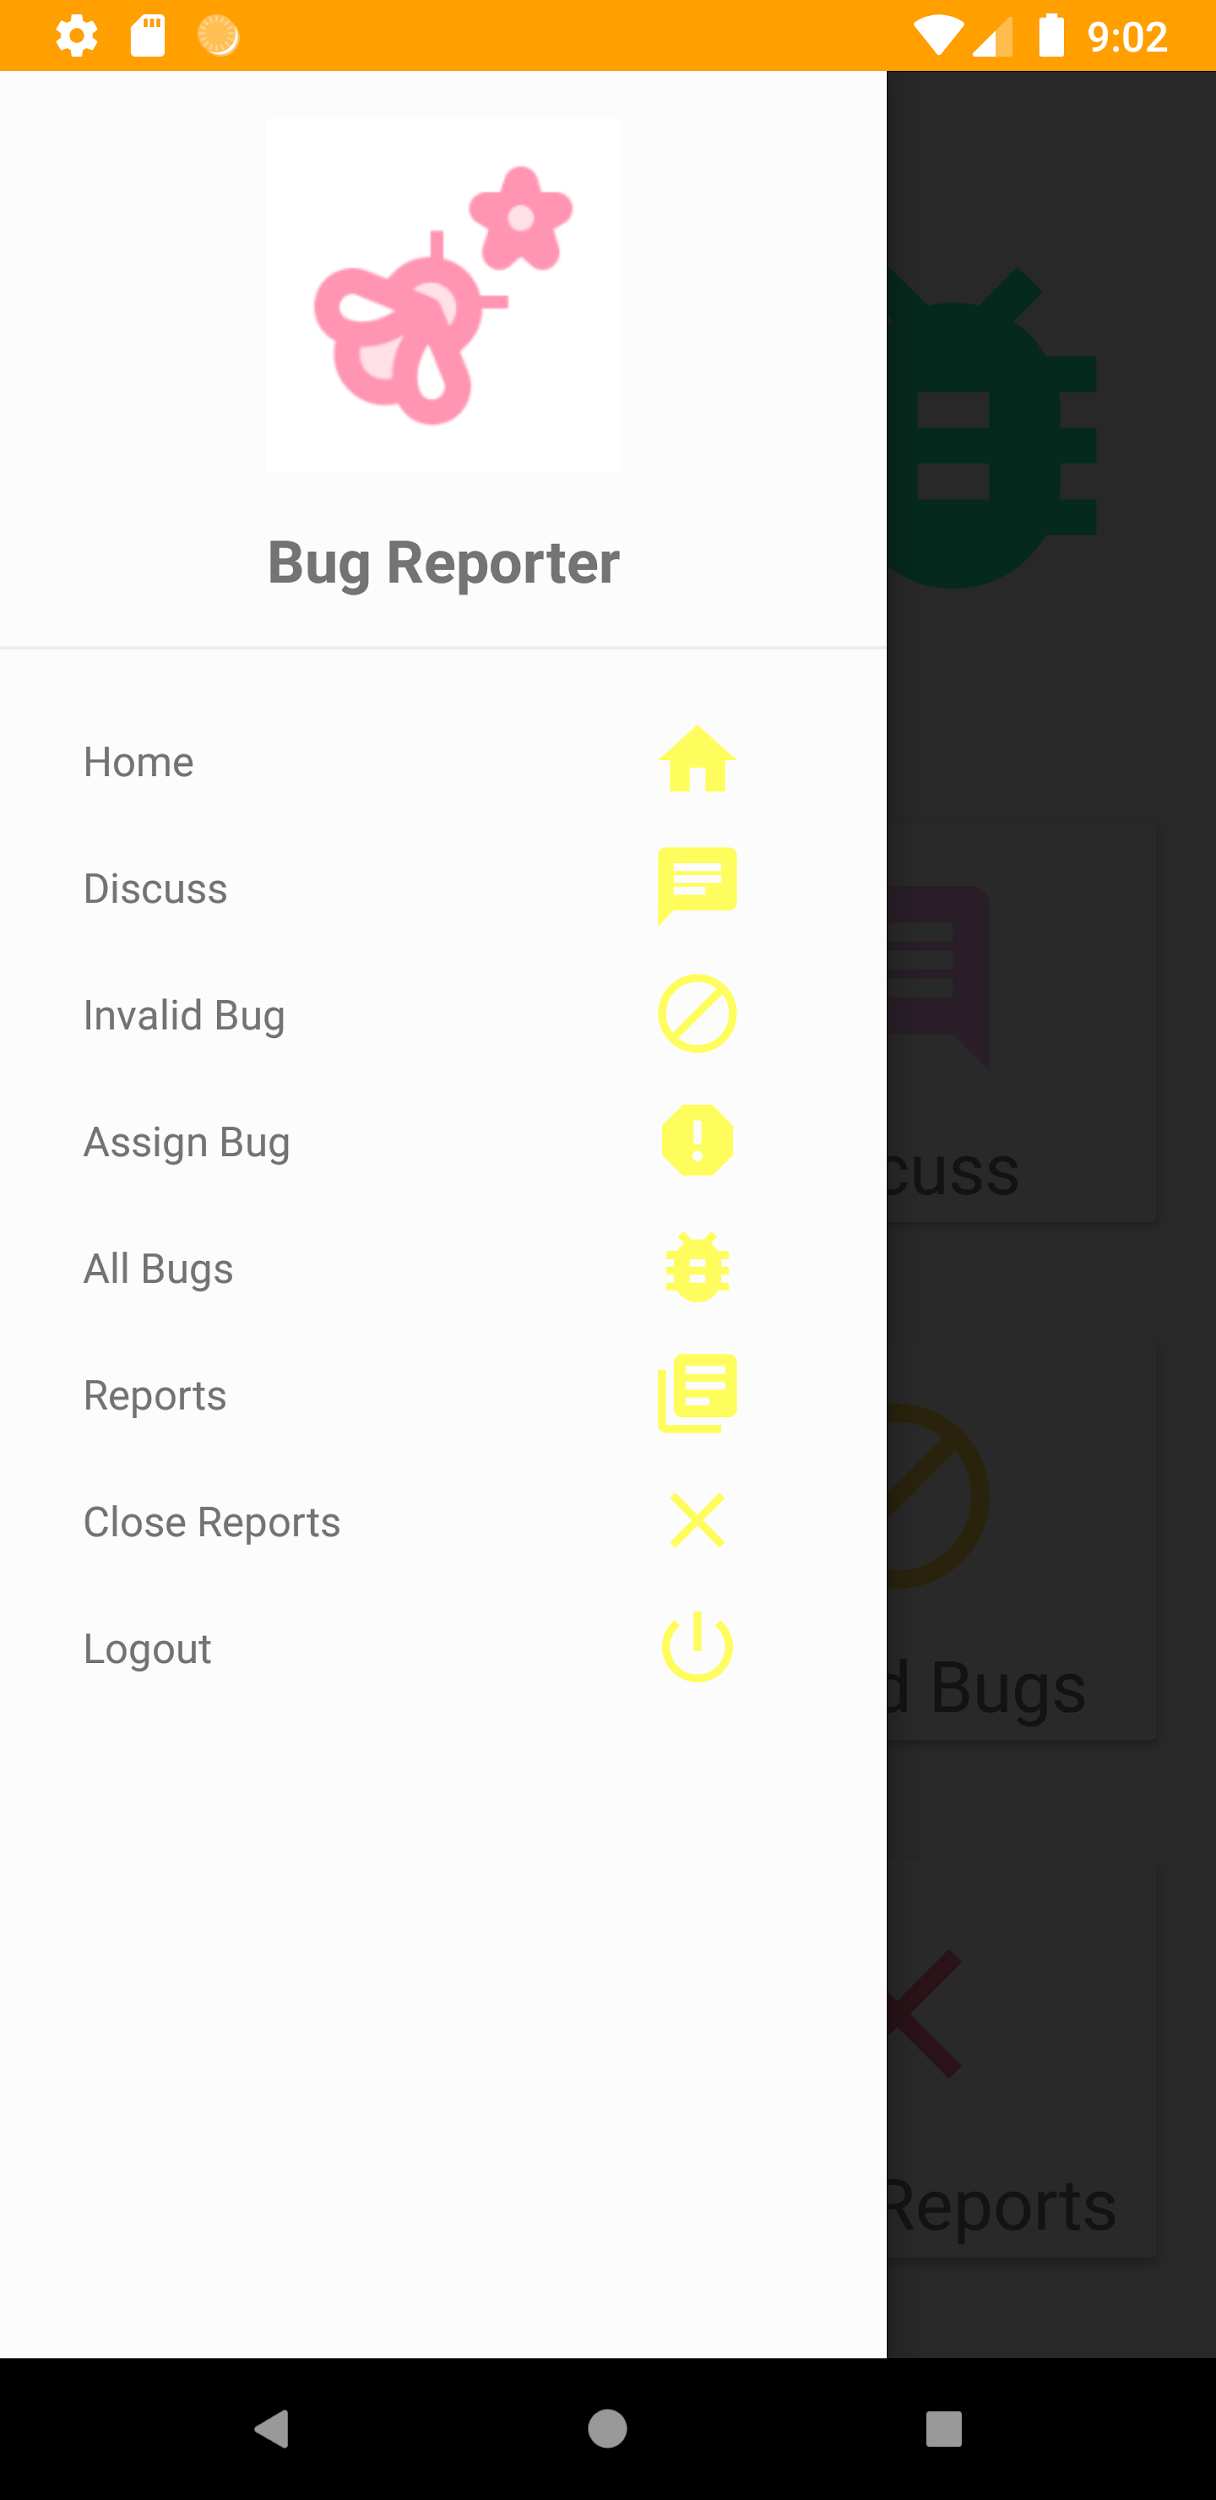 9:02
Bug Reporter
Home
Discuss
Invalid Bug
Assign Bug
All Bugs
Reports
Close Reports
Logout
cuss
d Bugs
Reports